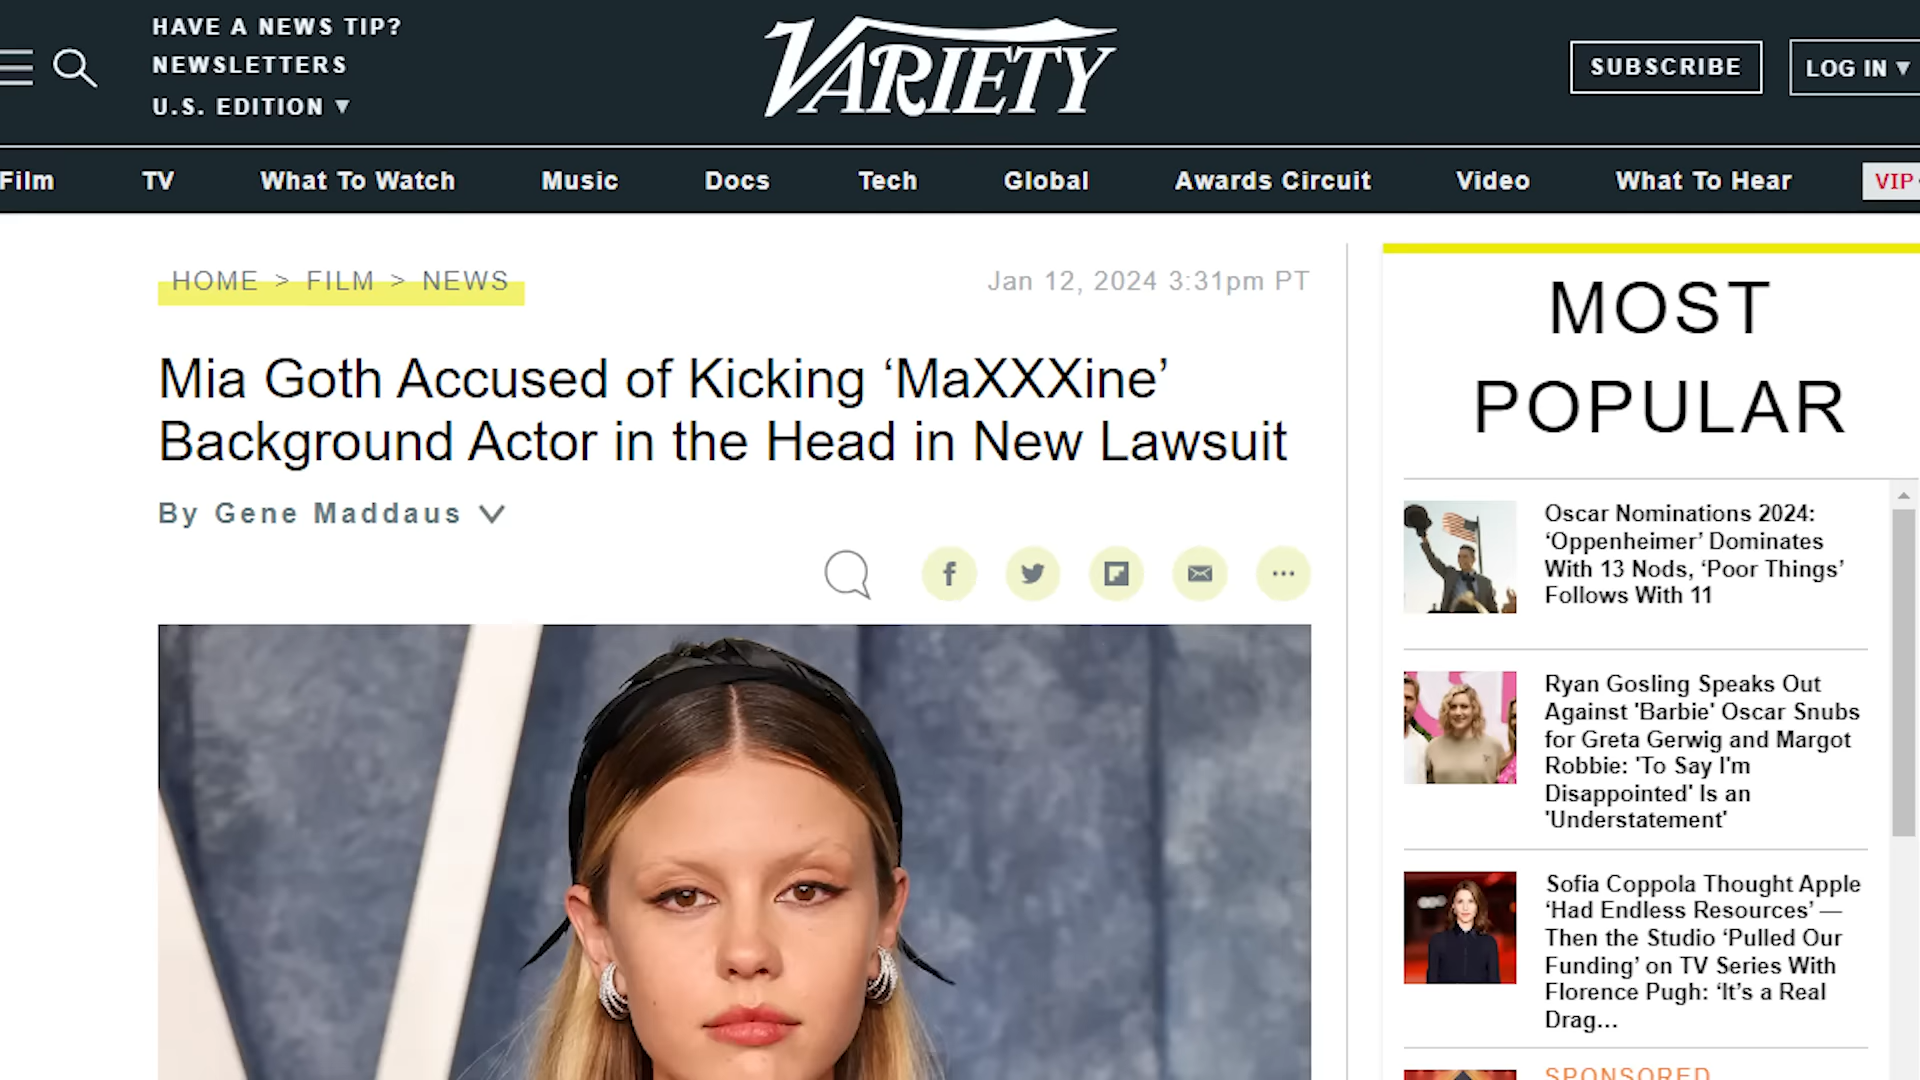 HAVE A NEWS TIP?
NEWSLETTERS
U.S. EDITION ▼
VARIETY
SUBSCRIBE
LOG IN ▼
Film TV What To Watch Music Docs Tech Global Awards Circuit Video What To Hear VIP
HOME > FILM > NEWS
Jan 12, 2024 3:31pm PT
Mia Goth Accused of Kicking ‘MaXXXine’
Background Actor in the Head in New Lawsuit
By Gene Maddaus
MOST
POPULAR
Oscar Nominations 2024:
‘Oppenheimer’ Dominates
With 13 Nods, ‘Poor Things’
Follows With 11
Ryan Gosling Speaks Out
Against 'Barbie' Oscar Snubs
for Greta Gerwig and Margot
Robbie: 'To Say I'm
Disappointed' Is an
'Understatement'
Sofia Coppola Thought Apple
‘Had Endless Resources’ —
Then the Studio ‘Pulled Our
Funding’ on TV Series With
Florence Pugh: ‘It’s a Real
Drag...
SPONSORED